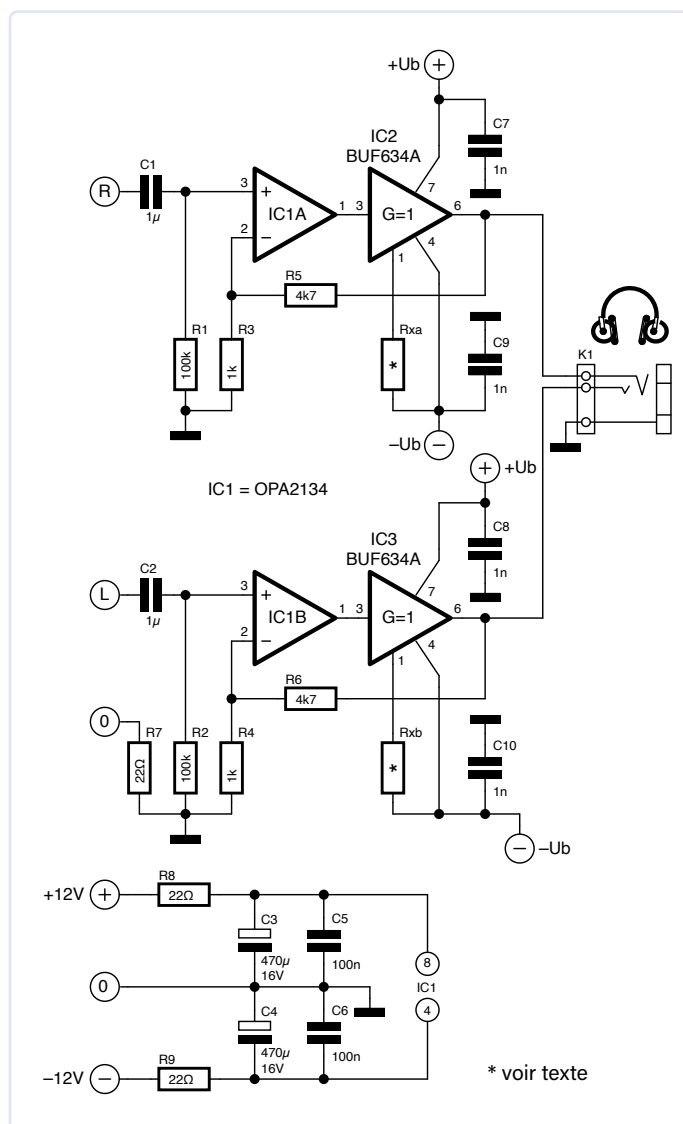 +Ub
+
IC2
BUF634A
C7
1n
C1
R
1µ
3
+
IC1A
2
−
1
3
G=1
7
6
4
1
R5
4k7
R1
100k
R3
1k
Rxa
*
C9
1n
K1
−
−Ub
IC1 = OPA2134
+
+Ub
IC3
BUF634A
C8
1n
C2
L
1µ
3
+
IC1B
2
−
1
3
G=1
7
6
4
1
R6
4k7
0
R7
22Ω
R2
100k
R4
1k
Rxb
*
C10
1n
−
−Ub
+12V
+
R8
22Ω
C3
470µ
16V
C5
100n
8
IC1
4
0
C4
470µ
16V
C6
100n
−12V
−
R9
22Ω
* voir texte